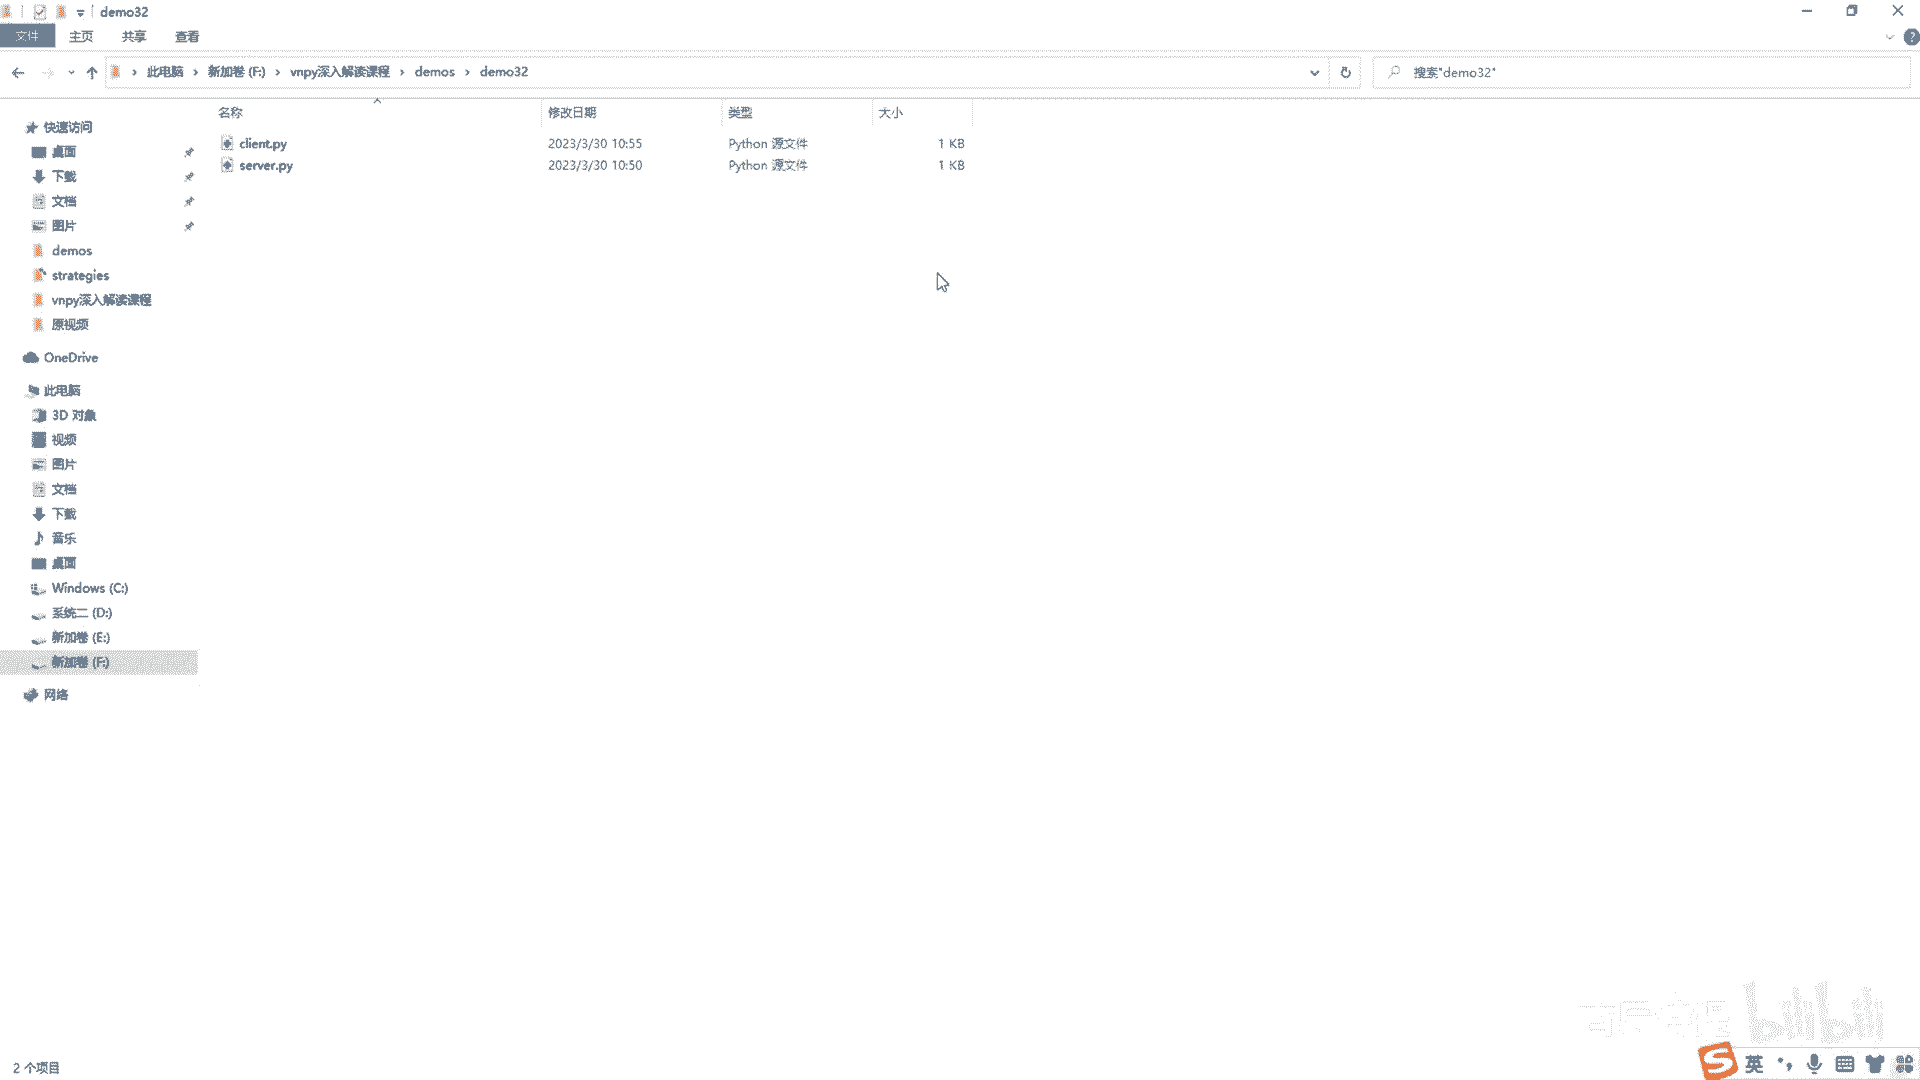 demo32
文件 主页 共享 查看
此电脑 › 新加卷 (F:) › vnpy深入解读课程 › demos › demo32
搜索"demo32"
名称 修改日期 类型 大小
client.py 2023/3/30 10:55 Python 源文件 1 KB
server.py 2023/3/30 10:50 Python 源文件 1 KB
快速访问
桌面
下载
文档
图片
demos
strategies
vnpy深入解读课程
原视频
OneDrive
此电脑
3D 对象
视频
图片
文档
下载
音乐
桌面
Windows (C:)
系统二 (D:)
新加卷 (E:)
新加卷 (F:)
网络
bilibili
2 个项目
英